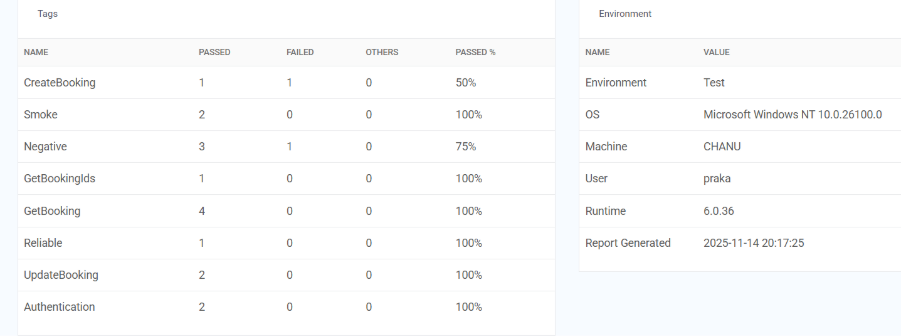 Tags
NAME PASSED FAILED OTHERS PASSED %
CreateBooking 1 1 0 50%
Smoke 2 0 0 100%
Negative 3 1 0 75%
GetBookingIds 1 0 0 100%
GetBooking 4 0 0 100%
Reliable 1 0 0 100%
UpdateBooking 2 0 0 100%
Authentication 2 0 0 100%
Environment
NAME VALUE
Environment Test
OS Microsoft Windows NT 10.0.26100.0
Machine CHANU
User praka
Runtime 6.0.36
Report Generated 2025-11-14 20:17:25